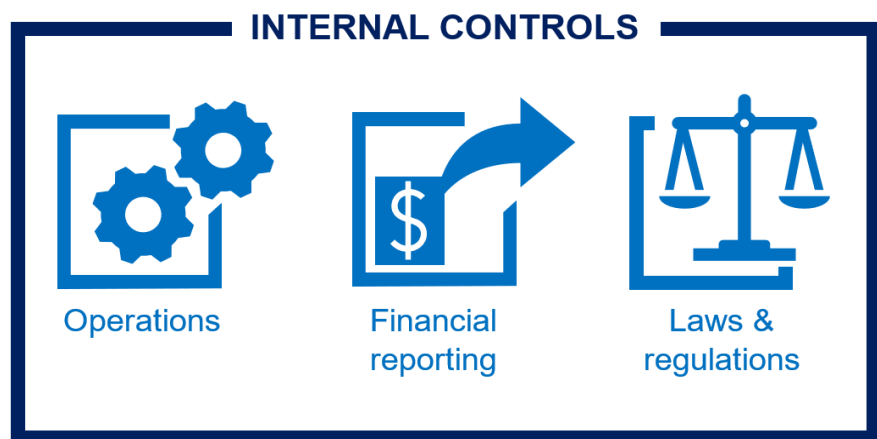 INTERNAL CONTROLS
$
Operations
Financial
reporting
Laws &
regulations